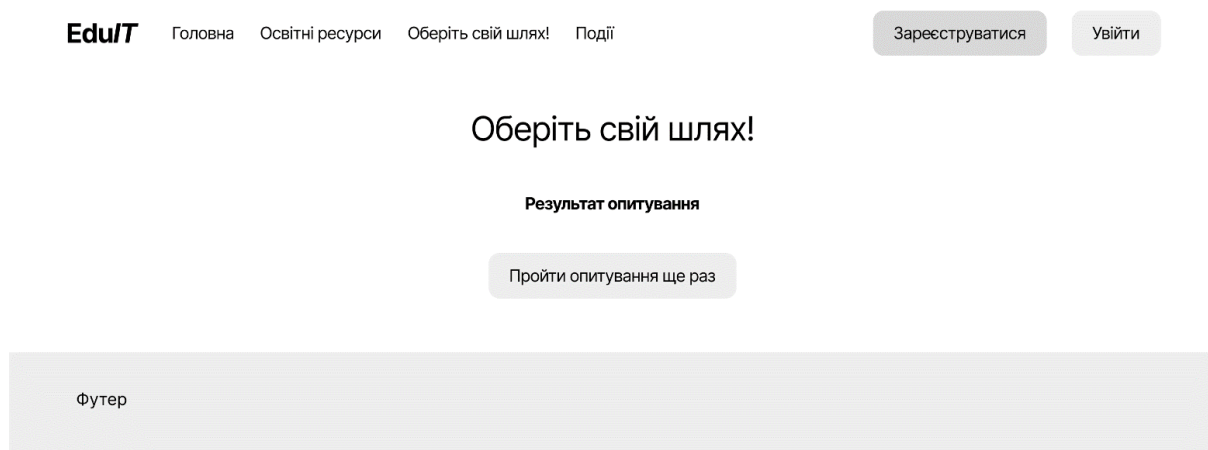 EduIT Головна Освітні ресурси Оберіть свій шлях! Події Зареєструватися Увійти
Оберіть свій шлях!
Результат опитування
Пройти опитування ще раз
Футер